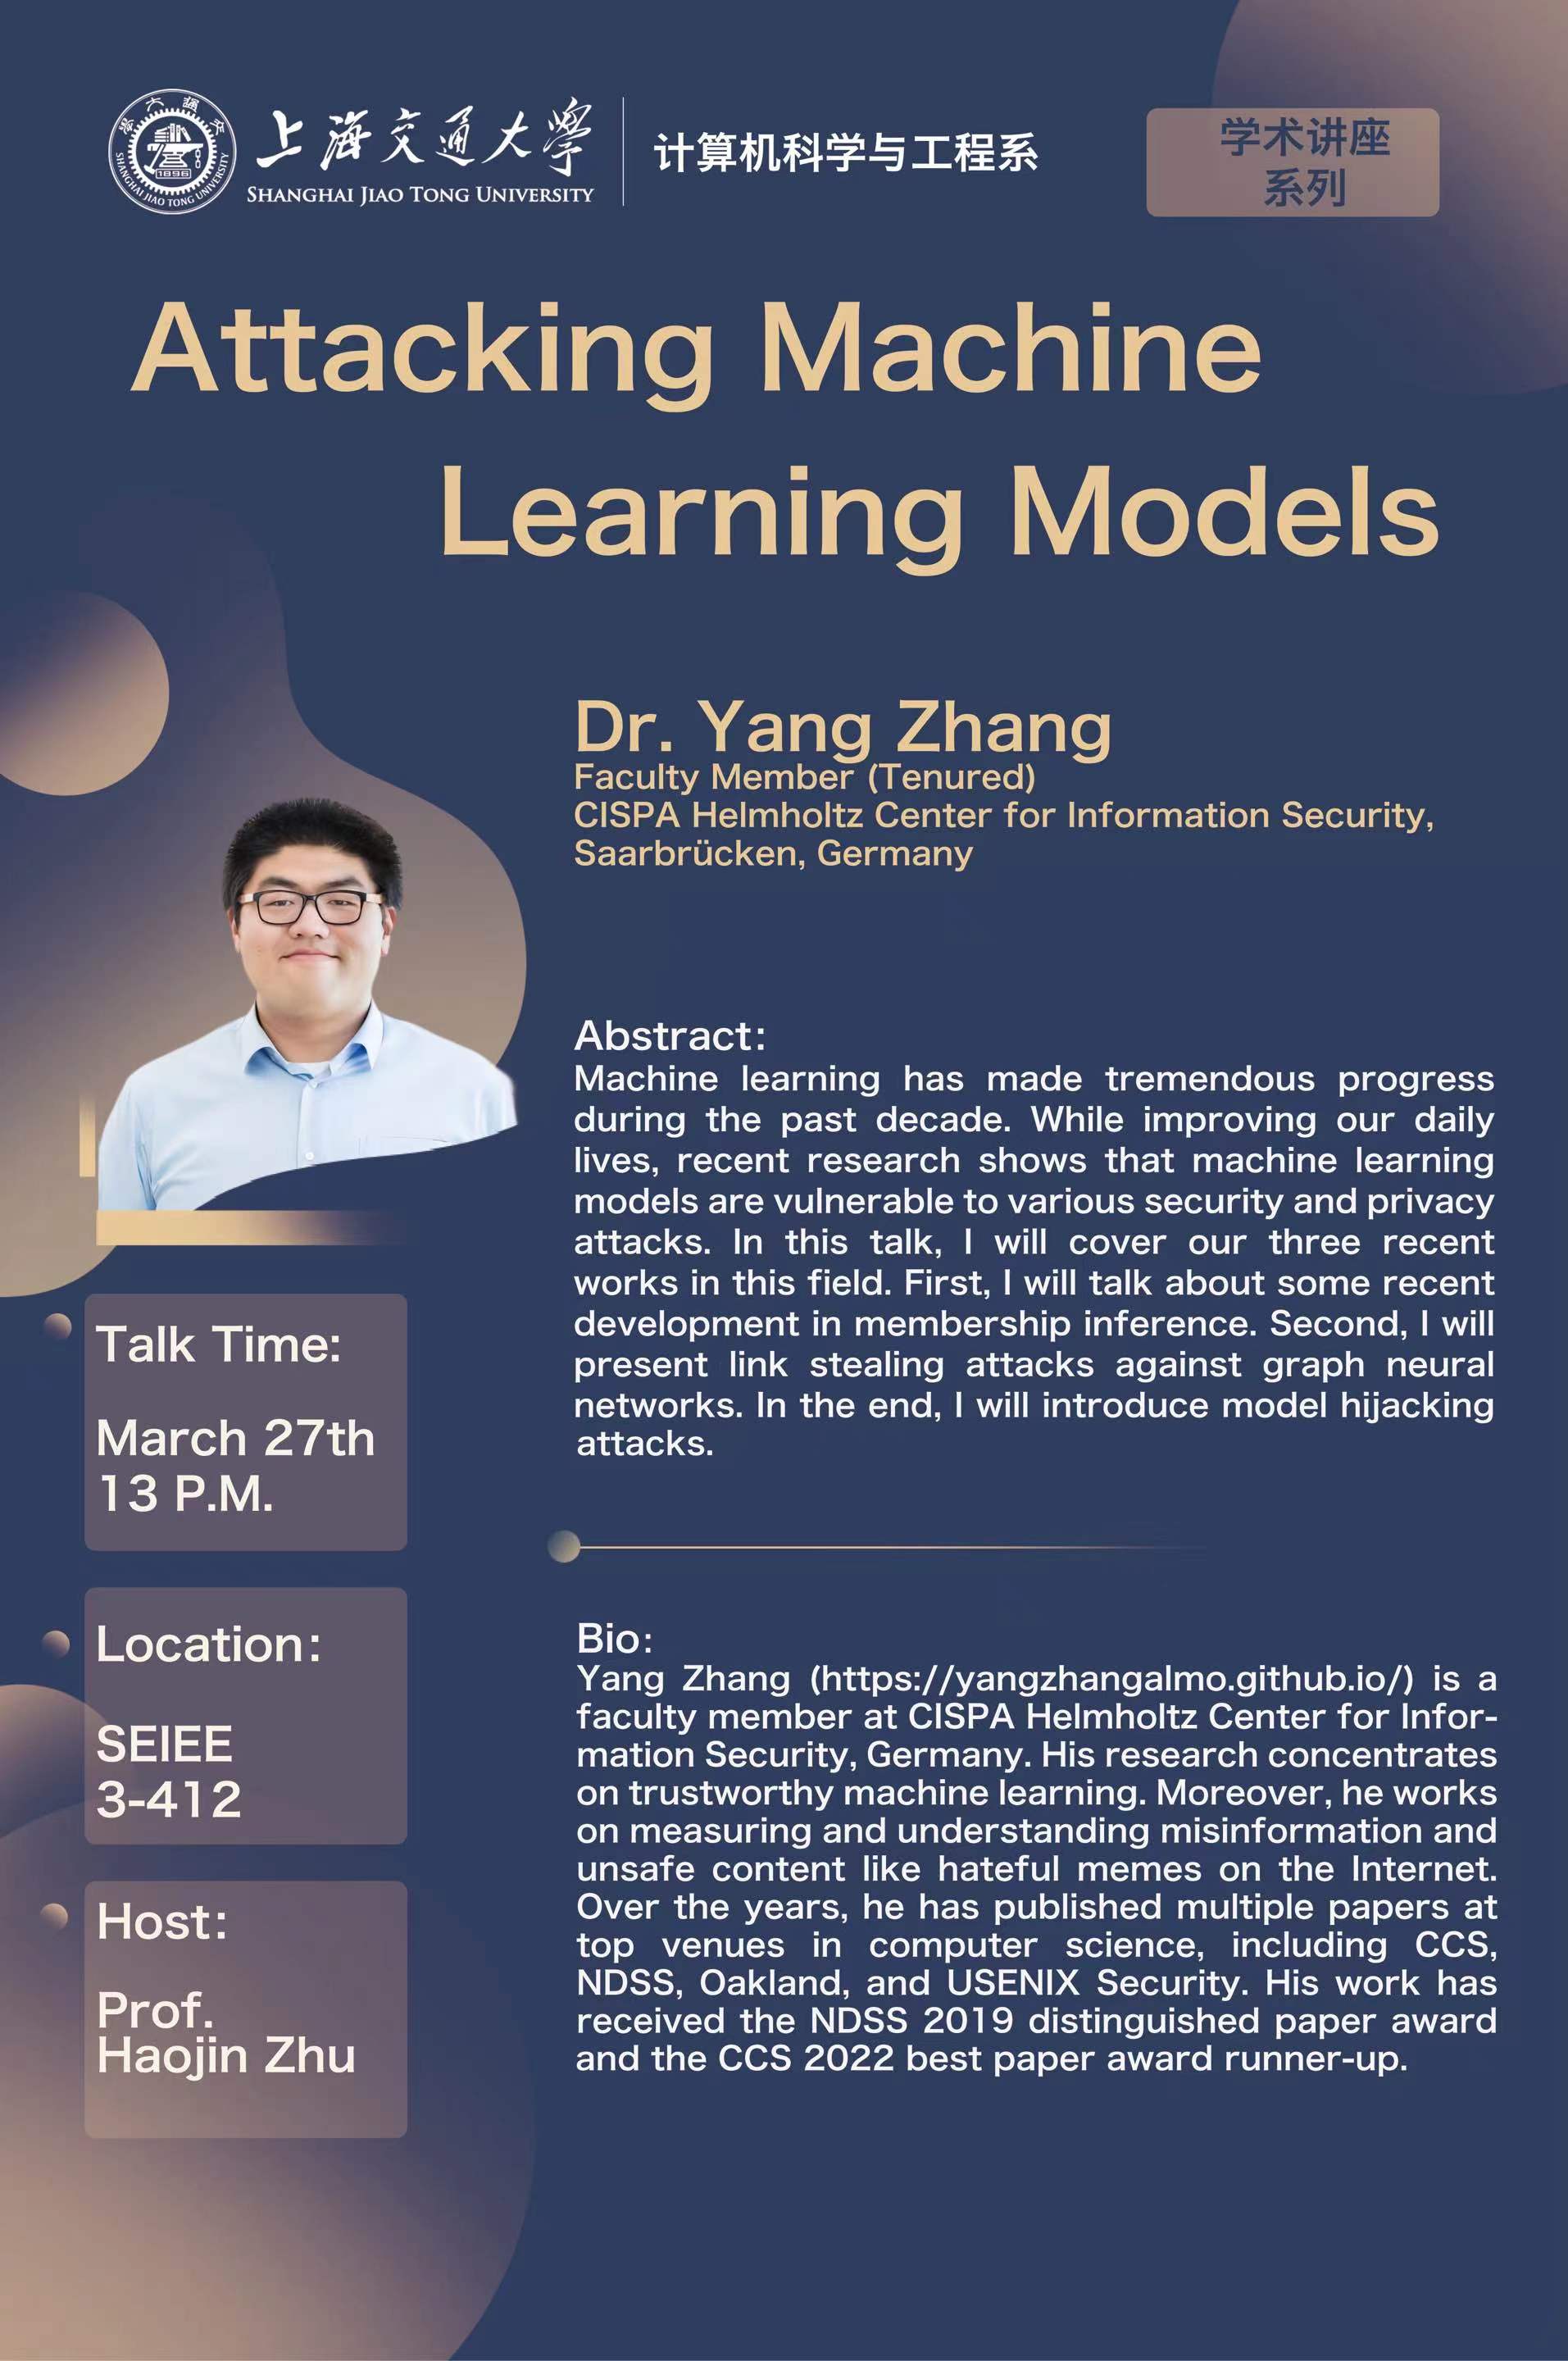 上海交通大學
SHANGHAI JIAO TONG UNIVERSITY
1896
SHANGHAI JIAO TONG UNIVERSITY
计算机科学与工程系
学术讲座
系列
Attacking Machine
Learning Models
Dr. Yang Zhang
Faculty Member (Tenured)
CISPA Helmholtz Center for Information Security,
Saarbrücken, Germany
Abstract:
Machine learning has made tremendous progress
during the past decade. While improving our daily
lives, recent research shows that machine learning
models are vulnerable to various security and privacy
attacks. In this talk, I will cover our three recent
works in this field. First, I will talk about some recent
development in membership inference. Second, I will
present link stealing attacks against graph neural
networks. In the end, I will introduce model hijacking
attacks.
Talk Time:
March 27th
13 P.M.
Location:
SEIEE
3-412
Host:
Prof.
Haojin Zhu
Bio:
Yang Zhang (https://yangzhangalmo.github.io/) is a
faculty member at CISPA Helmholtz Center for Infor-
mation Security, Germany. His research concentrates
on trustworthy machine learning. Moreover, he works
on measuring and understanding misinformation and
unsafe content like hateful memes on the Internet.
Over the years, he has published multiple papers at
top venues in computer science, including CCS,
NDSS, Oakland, and USENIX Security. His work has
received the NDSS 2019 distinguished paper award
and the CCS 2022 best paper award runner-up.